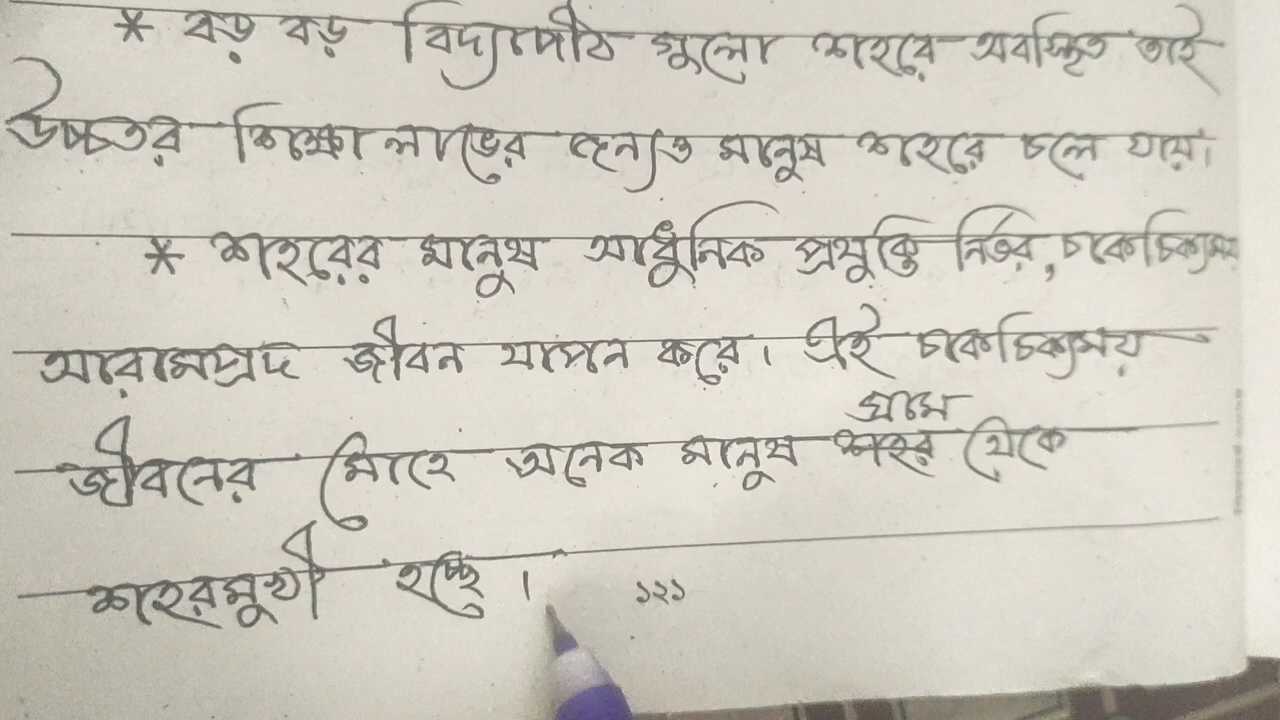 * বড় বড় বিদ্যাপীঠ গুলো শহরে অবস্থিত তাই
উচ্চতর শিক্ষা লাভের জন্যও মানুষ শহরে চলে যায়।
* শহরের মানুষ আধুনিক প্রযুক্তি নির্ভর, চাকচিক্যময়
আরামপ্রদ জীবন যাপন করে। এই চাকচিক্যময়
গ্রাম
জীবনের মোহে অনেক মানুষ শহর থেকে
শহরমুখী হচ্ছে। ১২১